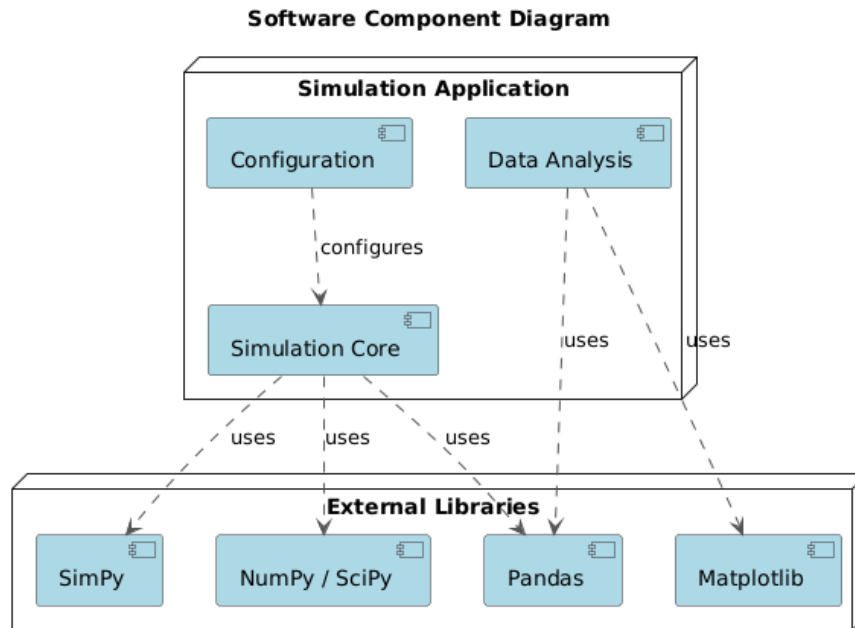 Software Component Diagram
Simulation Application
Configuration
Data Analysis
configures
Simulation Core
uses
uses
uses
uses
uses
External Libraries
SimPy
NumPy / SciPy
Pandas
Matplotlib